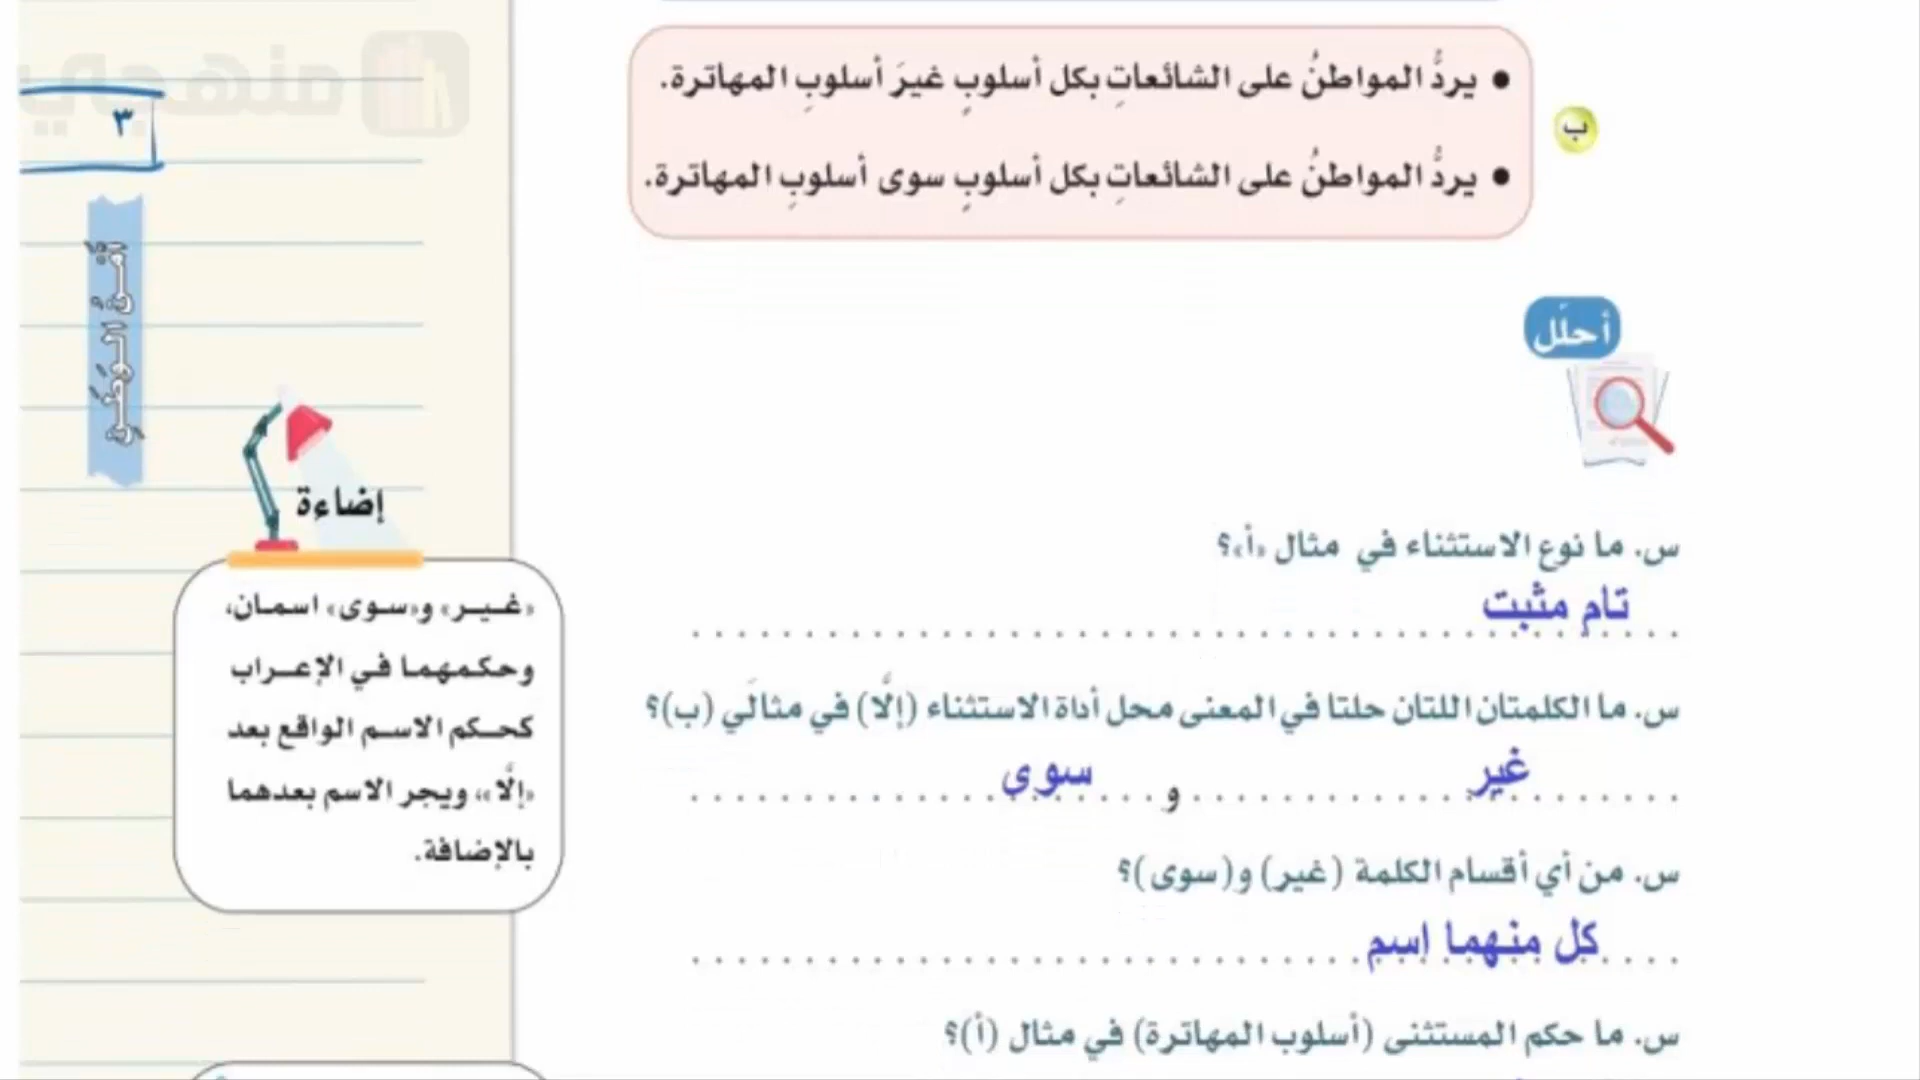 منهجي
• يردُّ المواطنُ على الشائعاتِ بكل أسلوبٍ غيرَ أسلوبِ المهاترة.
ب
• يردُّ المواطنُ على الشائعاتِ بكل أسلوبٍ سوى أسلوبِ المهاترة.
أحلّل
س. ما نوع الاستثناء في مثال «أ»؟
تام مثبت
س. ما الكلمتان اللتان حلتا في المعنى محل أداة الاستثناء (إلَّا) في مثالَي (ب)؟
غير و سوى
س. من أي أقسام الكلمة (غير) و(سوى)؟
كل منهما اسم
س. ما حكم المستثنى (أسلوب المهاترة) في مثال (أ)؟
٣
إضاءة
«غير» و«سوى» اسمان،
وحكمهما في الإعراب
كحكم الاسم الواقع بعد
«إلَّا»، ويجر الاسم بعدهما
بالإضافة.